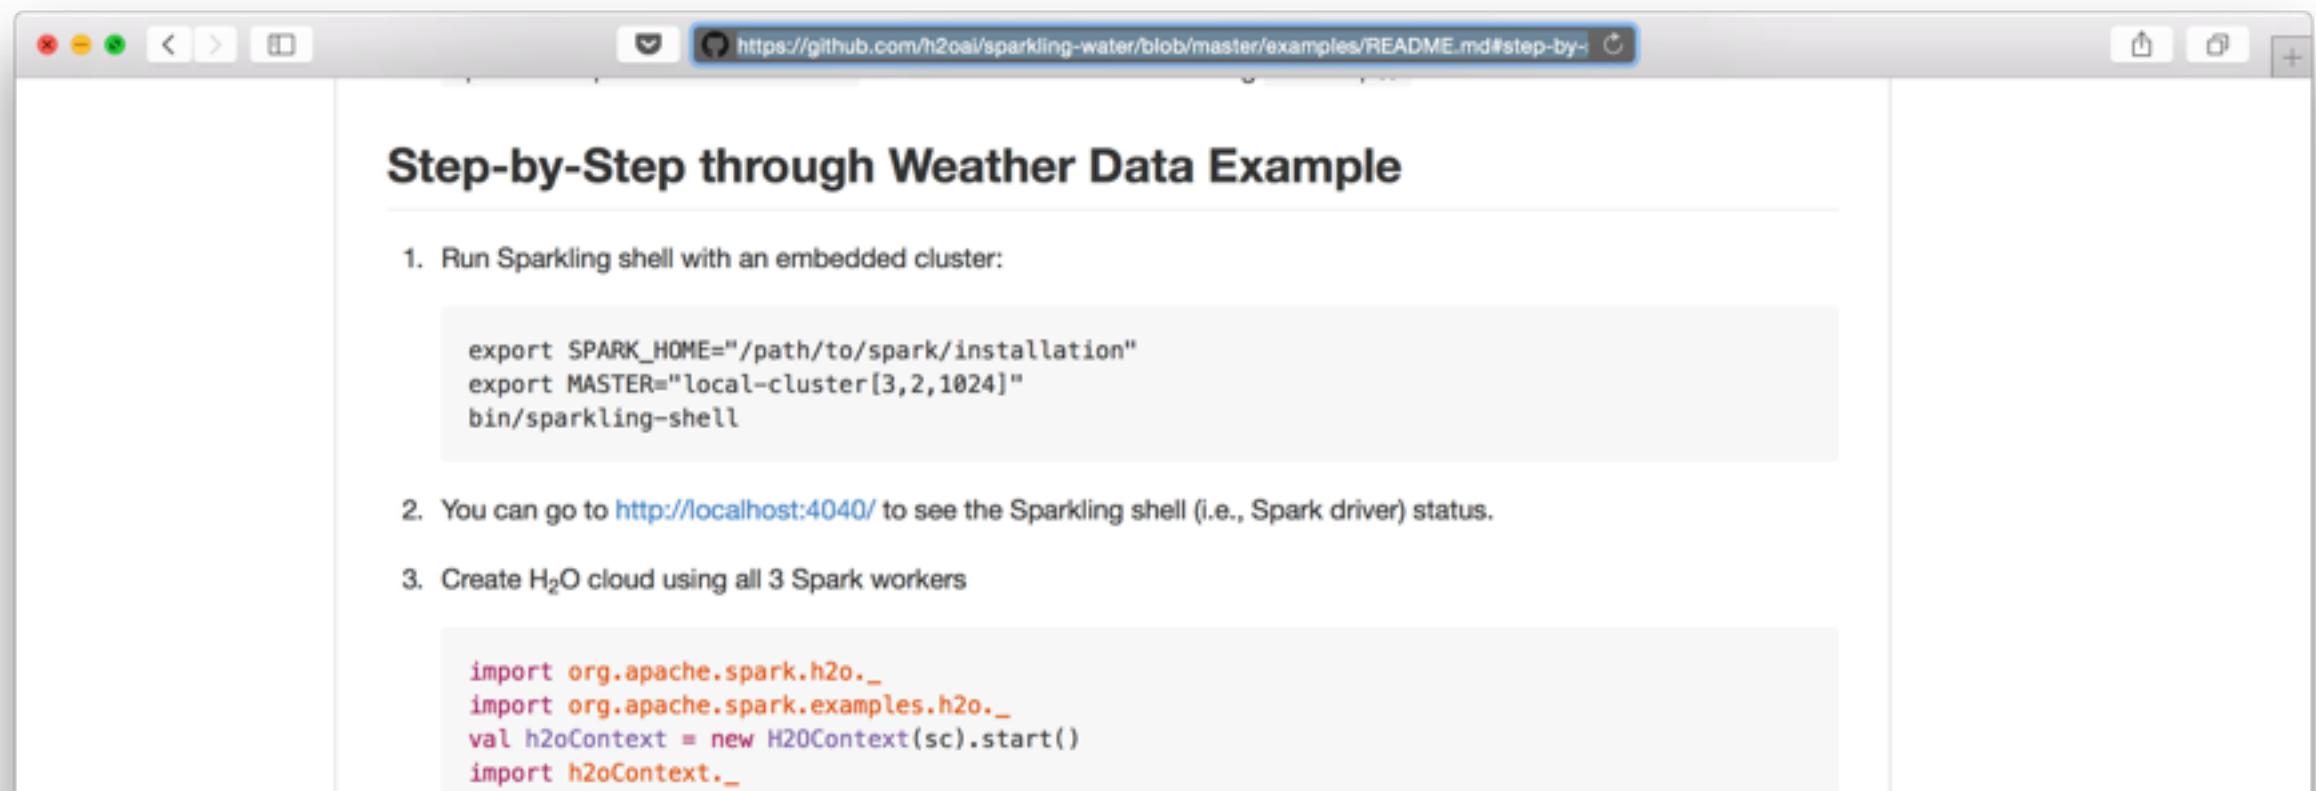 https://github.com/h2oai/sparkling-water/blob/master/examples/README.md#step-by-
Step-by-Step through Weather Data Example
1. Run Sparkling shell with an embedded cluster:
export SPARK_HOME="/path/to/spark/installation"
export MASTER="local-cluster[3,2,1024]"
bin/sparkling-shell
2. You can go to http://localhost:4040/ to see the Sparkling shell (i.e., Spark driver) status.
3. Create H₂O cloud using all 3 Spark workers
import org.apache.spark.h2o._
import org.apache.spark.examples.h2o._
val h2oContext = new H2OContext(sc).start()
import h2oContext._